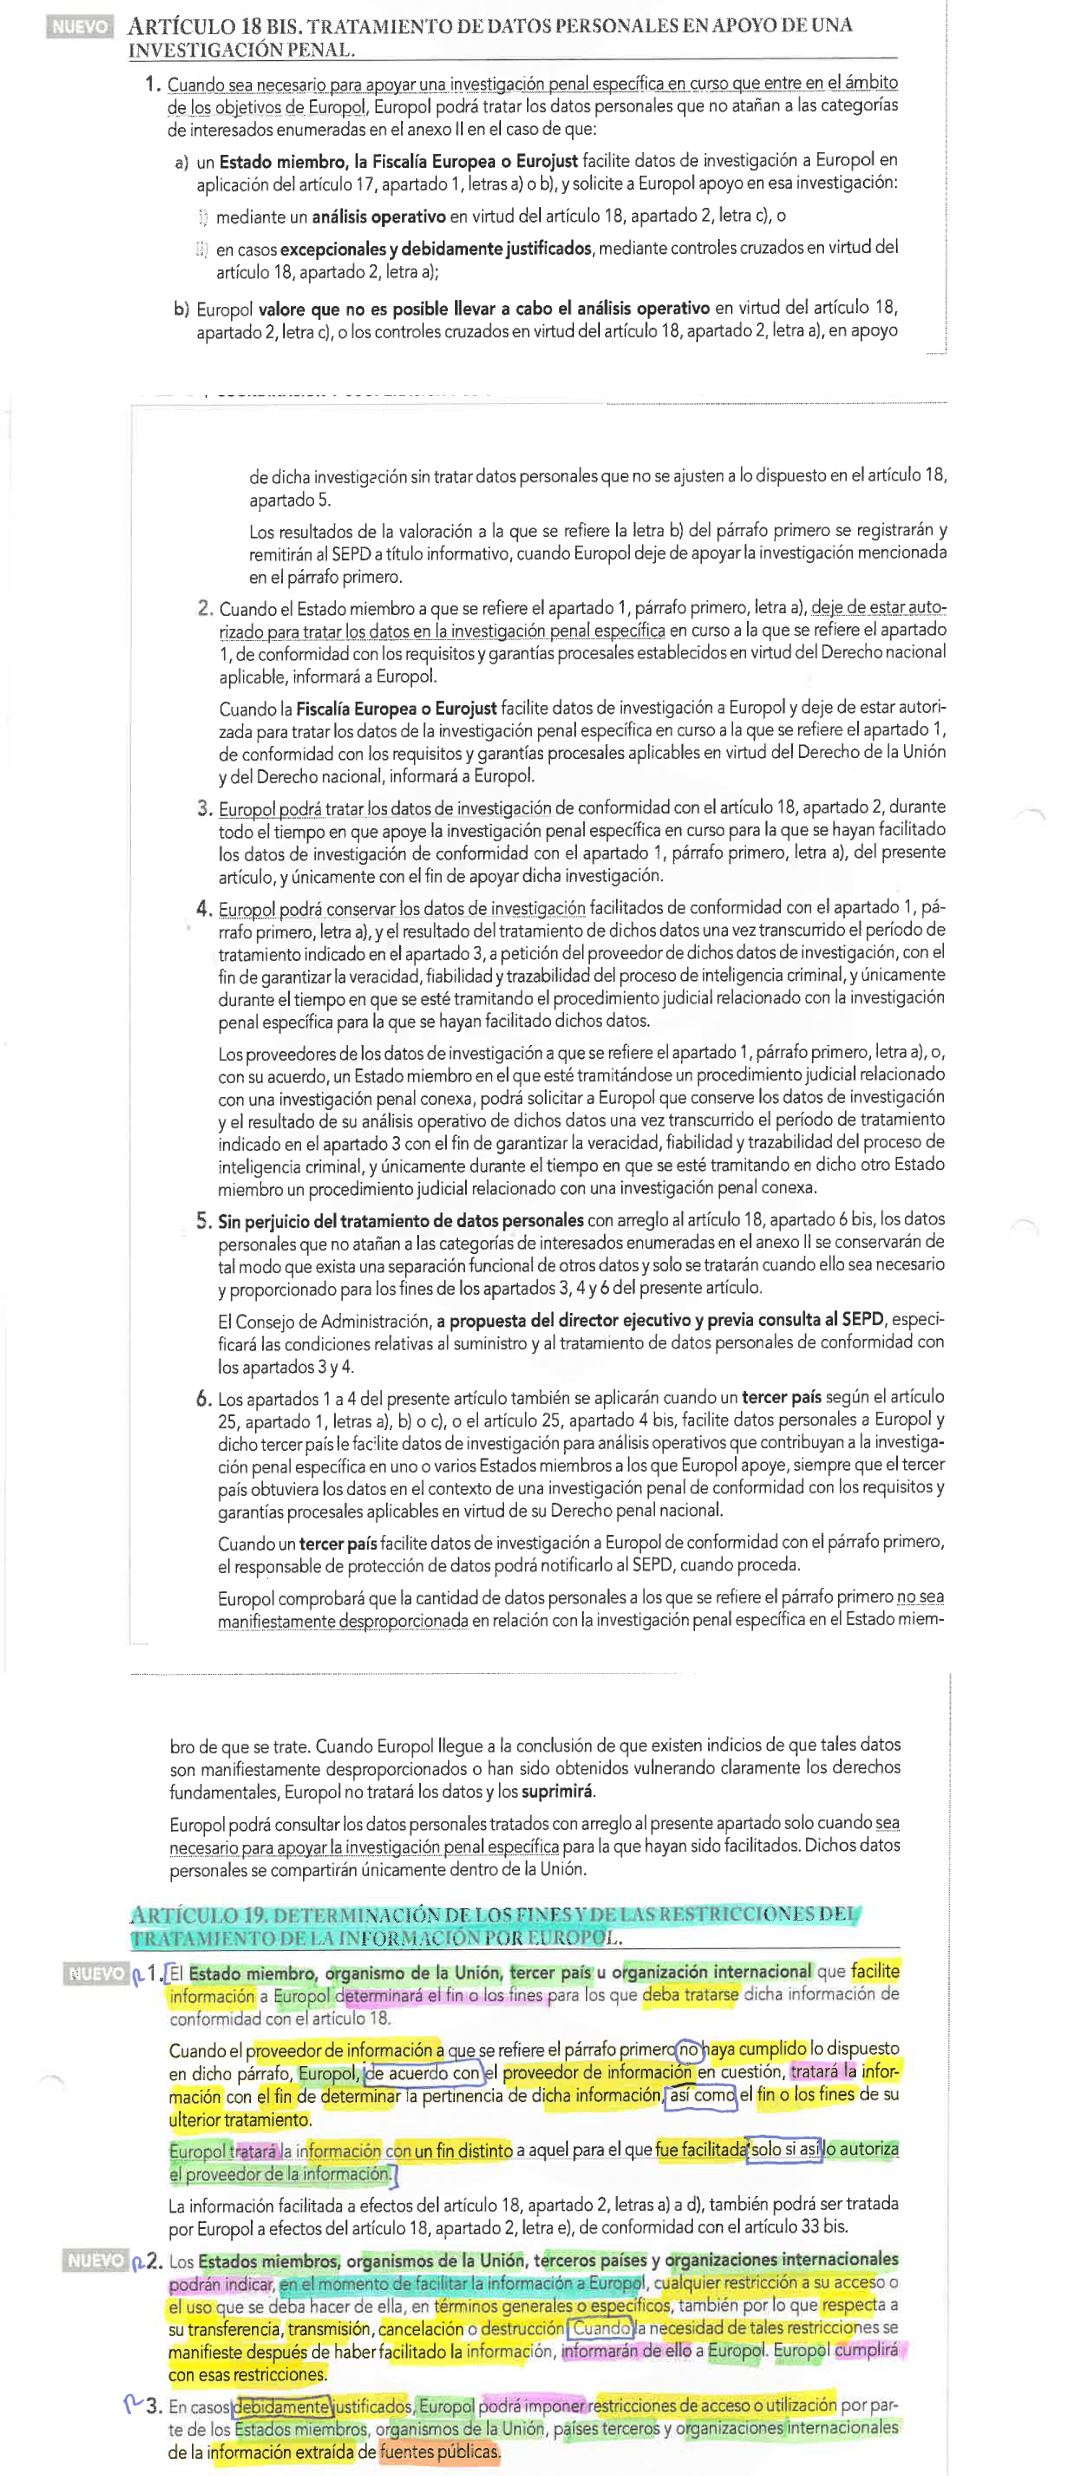 NUEVO ARTÍCULO 18 BIS. TRATAMIENTO DE DATOS PERSONALES EN APOYO DE UNA
INVESTIGACIÓN PENAL.
1. Cuando sea necesario para apoyar una investigación penal específica en curso que entre en el ámbito
de los objetivos de Europol, Europol podrá tratar los datos personales que no atañan a las categorías
de interesados enumeradas en el anexo II en el caso de que:
a) un Estado miembro, la Fiscalía Europea o Eurojust facilite datos de investigación a Europol en
aplicación del artículo 17, apartado 1, letras a) o b), y solicite a Europol apoyo en esa investigación:
i) mediante un análisis operativo en virtud del artículo 18, apartado 2, letra c), o
ii) en casos excepcionales y debidamente justificados, mediante controles cruzados en virtud del
artículo 18, apartado 2, letra a);
b) Europol valore que no es posible llevar a cabo el análisis operativo en virtud del artículo 18,
apartado 2, letra c), o los controles cruzados en virtud del artículo 18, apartado 2, letra a), en apoyo
de dicha investigación sin tratar datos personales que no se ajusten a lo dispuesto en el artículo 18,
apartado 5.
Los resultados de la valoración a la que se refiere la letra b) del párrafo primero se registrarán y
remitirán al SEPD a título informativo, cuando Europol deje de apoyar la investigación mencionada
en el párrafo primero.
2. Cuando el Estado miembro a que se refiere el apartado 1, párrafo primero, letra a), deje de estar auto-
rizado para tratar los datos en la investigación penal específica en curso a la que se refiere el apartado
1, de conformidad con los requisitos y garantías procesales establecidos en virtud del Derecho nacional
aplicable, informará a Europol.
Cuando la Fiscalía Europea o Eurojust facilite datos de investigación a Europol y deje de estar autori-
zada para tratar los datos de la investigación penal específica en curso a la que se refiere el apartado 1,
de conformidad con los requisitos y garantías procesales aplicables en virtud del Derecho de la Unión
y del Derecho nacional, informará a Europol.
3. Europol podrá tratar los datos de investigación de conformidad con el artículo 18, apartado 2, durante
todo el tiempo en que apoye la investigación penal específica en curso para la que se hayan facilitado
los datos de investigación de conformidad con el apartado 1, párrafo primero, letra a), del presente
artículo, y únicamente con el fin de apoyar dicha investigación.
4. Europol podrá conservar los datos de investigación facilitados de conformidad con el apartado 1, pá-
rrafo primero, letra a), y el resultado del tratamiento de dichos datos una vez transcurrido el período de
tratamiento indicado en el apartado 3, a petición del proveedor de dichos datos de investigación, con el
fin de garantizar la veracidad, fiabilidad y trazabilidad del proceso de inteligencia criminal, y únicamente
durante el tiempo en que se esté tramitando el procedimiento judicial relacionado con la investigación
penal específica para la que se hayan facilitado dichos datos.
Los proveedores de los datos de investigación a que se refiere el apartado 1, párrafo primero, letra a), o,
con su acuerdo, un Estado miembro en el que esté tramitándose un procedimiento judicial relacionado
con una investigación penal conexa, podrá solicitar a Europol que conserve los datos de investigación
y el resultado de su análisis operativo de dichos datos una vez transcurrido el período de tratamiento
indicado en el apartado 3 con el fin de garantizar la veracidad, fiabilidad y trazabilidad del proceso de
inteligencia criminal, y únicamente durante el tiempo en que se esté tramitando en dicho otro Estado
miembro un procedimiento judicial relacionado con una investigación penal conexa.
5. Sin perjuicio del tratamiento de datos personales con arreglo al artículo 18, apartado 6 bis, los datos
personales que no atañan a las categorías de interesados enumeradas en el anexo II se conservarán de
tal modo que exista una separación funcional de otros datos y solo se tratarán cuando ello sea necesario
y proporcionado para los fines de los apartados 3, 4 y 6 del presente artículo.
El Consejo de Administración, a propuesta del director ejecutivo y previa consulta al SEPD, especi-
ficará las condiciones relativas al suministro y al tratamiento de datos personales de conformidad con
los apartados 3 y 4.
6. Los apartados 1 a 4 del presente artículo también se aplicarán cuando un tercer país según el artículo
25, apartado 1, letras a), b) o c), o el artículo 25, apartado 4 bis, facilite datos personales a Europol y
dicho tercer país le facilite datos de investigación para análisis operativos que contribuyan a la investiga-
ción penal específica en uno o varios Estados miembros a los que Europol apoye, siempre que el tercer
país obtuviera los datos en el contexto de una investigación penal de conformidad con los requisitos y
garantías procesales aplicables en virtud de su Derecho penal nacional.
Cuando un tercer país facilite datos de investigación a Europol de conformidad con el párrafo primero,
el responsable de protección de datos podrá notificarlo al SEPD, cuando proceda.
Europol comprobará que la cantidad de datos personales a los que se refiere el párrafo primero no sea
manifiestamente desproporcionada en relación con la investigación penal específica en el Estado miem-
bro de que se trate. Cuando Europol llegue a la conclusión de que existen indicios de que tales datos
son manifiestamente desproporcionados o han sido obtenidos vulnerando claramente los derechos
fundamentales, Europol no tratará los datos y los suprimirá.
Europol podrá consultar los datos personales tratados con arreglo al presente apartado solo cuando sea
necesario para apoyar la investigación penal específica para la que hayan sido facilitados. Dichos datos
personales se compartirán únicamente dentro de la Unión.
ARTÍCULO 19. DETERMINACIÓN DE LOS FINES Y DE LAS RESTRICCIONES DEL
TRATAMIENTO DE LA INFORMACIÓN POR EUROPOL.
NUEVO 1. El Estado miembro, organismo de la Unión, tercer país u organización internacional que facilite
información a Europol determinará el fin o los fines para los que deba tratarse dicha información de
conformidad con el artículo 18.
Cuando el proveedor de información a que se refiere el párrafo primero no haya cumplido lo dispuesto
en dicho párrafo, Europol, de acuerdo con el proveedor de información en cuestión, tratará la infor-
mación con el fin de determinar la pertinencia de dicha información, así como el fin o los fines de su
ulterior tratamiento.
Europol tratará la información con un fin distinto a aquel para el que fue facilitada solo si así lo autoriza
el proveedor de la información.
La información facilitada a efectos del artículo 18, apartado 2, letras a) a d), también podrá ser tratada
por Europol a efectos del artículo 18, apartado 2, letra e), de conformidad con el artículo 33 bis.
NUEVO 2. Los Estados miembros, organismos de la Unión, terceros países y organizaciones internacionales
podrán indicar, en el momento de facilitar la información a Europol, cualquier restricción a su acceso o
el uso que se deba hacer de ella, en términos generales o específicos, también por lo que respecta a
su transferencia, transmisión, cancelación o destrucción. Cuando la necesidad de tales restricciones se
manifieste después de haber facilitado la información, informarán de ello a Europol. Europol cumplirá
con esas restricciones.
3. En casos debidamente justificados, Europol podrá imponer restricciones de acceso o utilización por par-
te de los Estados miembros, organismos de la Unión, países terceros y organizaciones internacionales
de la información extraída de fuentes públicas.